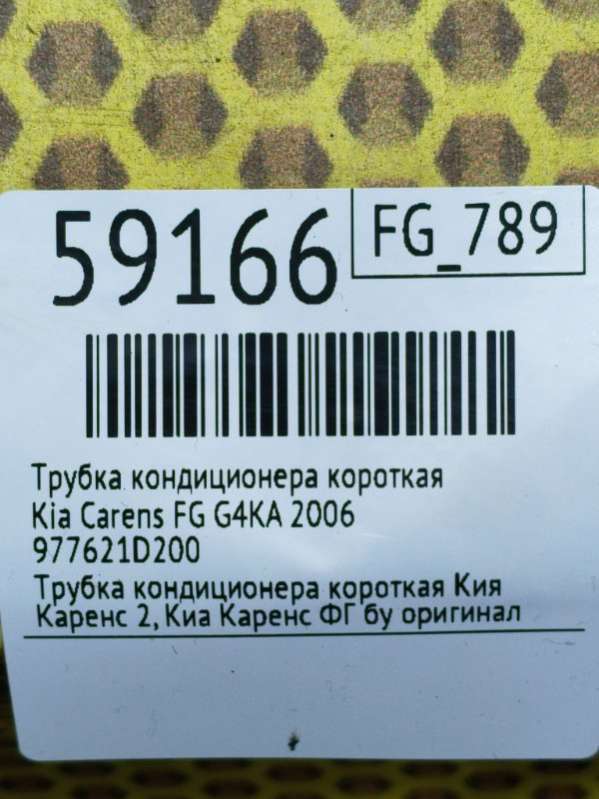 59166
FG_789
Трубка кондиционера короткая
Kia Carens FG G4KA 2006
977621D200
Трубка кондиционера короткая Кия
Каренс 2, Киа Каренс ФГ бу оригинал